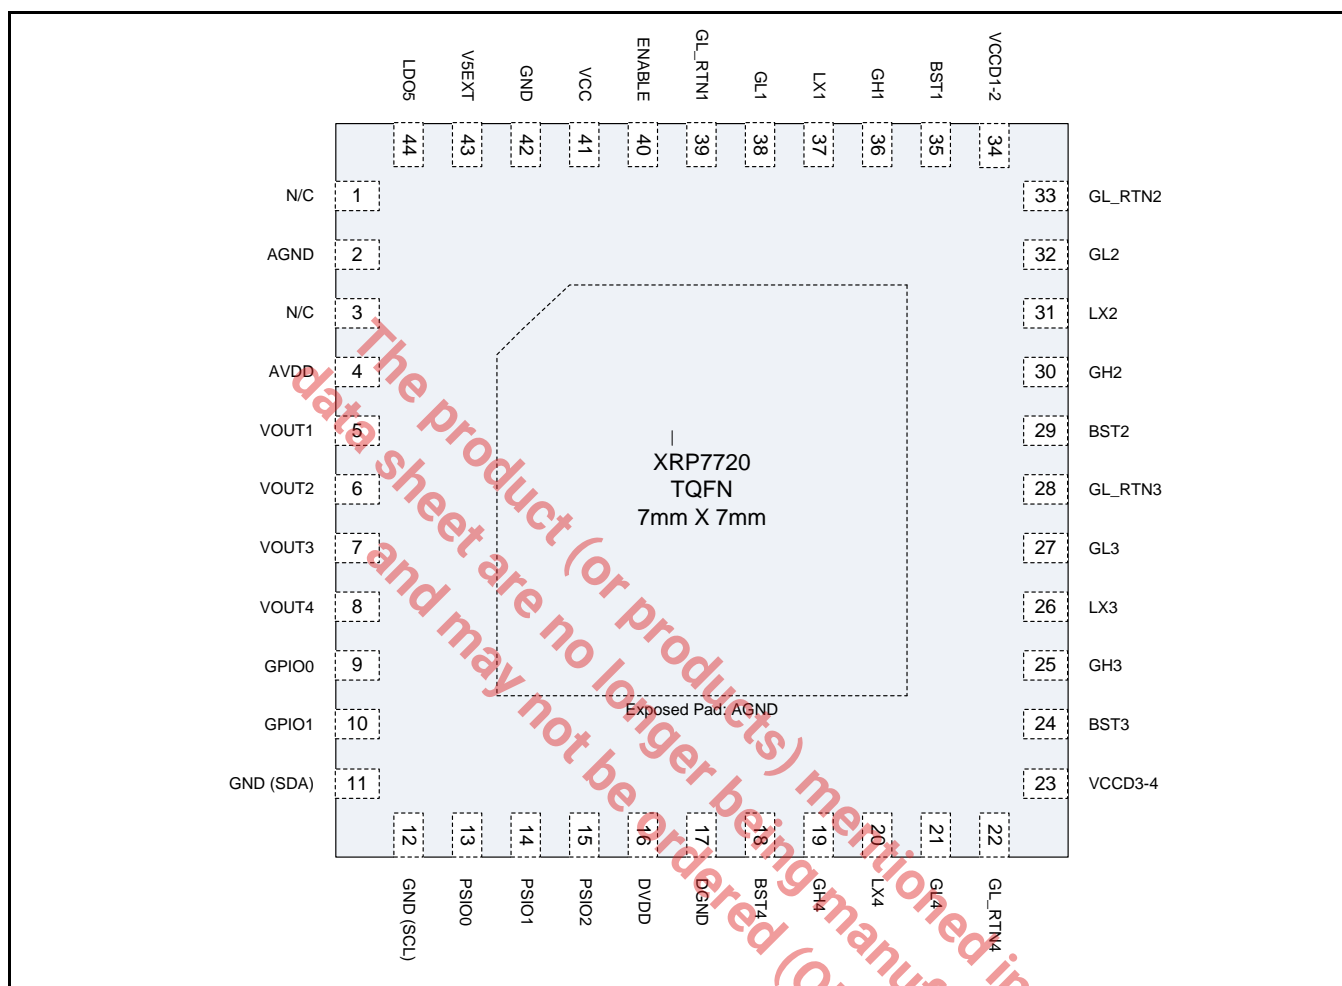 LDO5
V5EXT
GND
VCC
ENABLE
GL_RTN1
GL1
LX1
GH1
BST1
VCCD1-2
44
43
42
41
40
39
38
37
36
35
34
N/C 1
33 GL_RTN2
AGND 2
32 GL2
N/C 3
31 LX2
AVDD 4
30 GH2
VOUT1 5
29 BST2
VOUT2 6
28 GL_RTN3
VOUT3 7
27 GL3
VOUT4 8
26 LX3
GPIO0 9
25 GH3
GPIO1 10
24 BST3
GND (SDA) 11
23 VCCD3-4
XRP7720
TQFN
7mm X 7mm
Exposed Pad: AGND
12
13
14
15
16
17
18
19
20
21
22
GND (SCL)
PSIO0
PSIO1
PSIO2
DVDD
DGND
BST4
GH4
LX4
GL4
GL_RTN4
The product (or products) mentioned in
data sheet are no longer being manuf
and may not be ordered